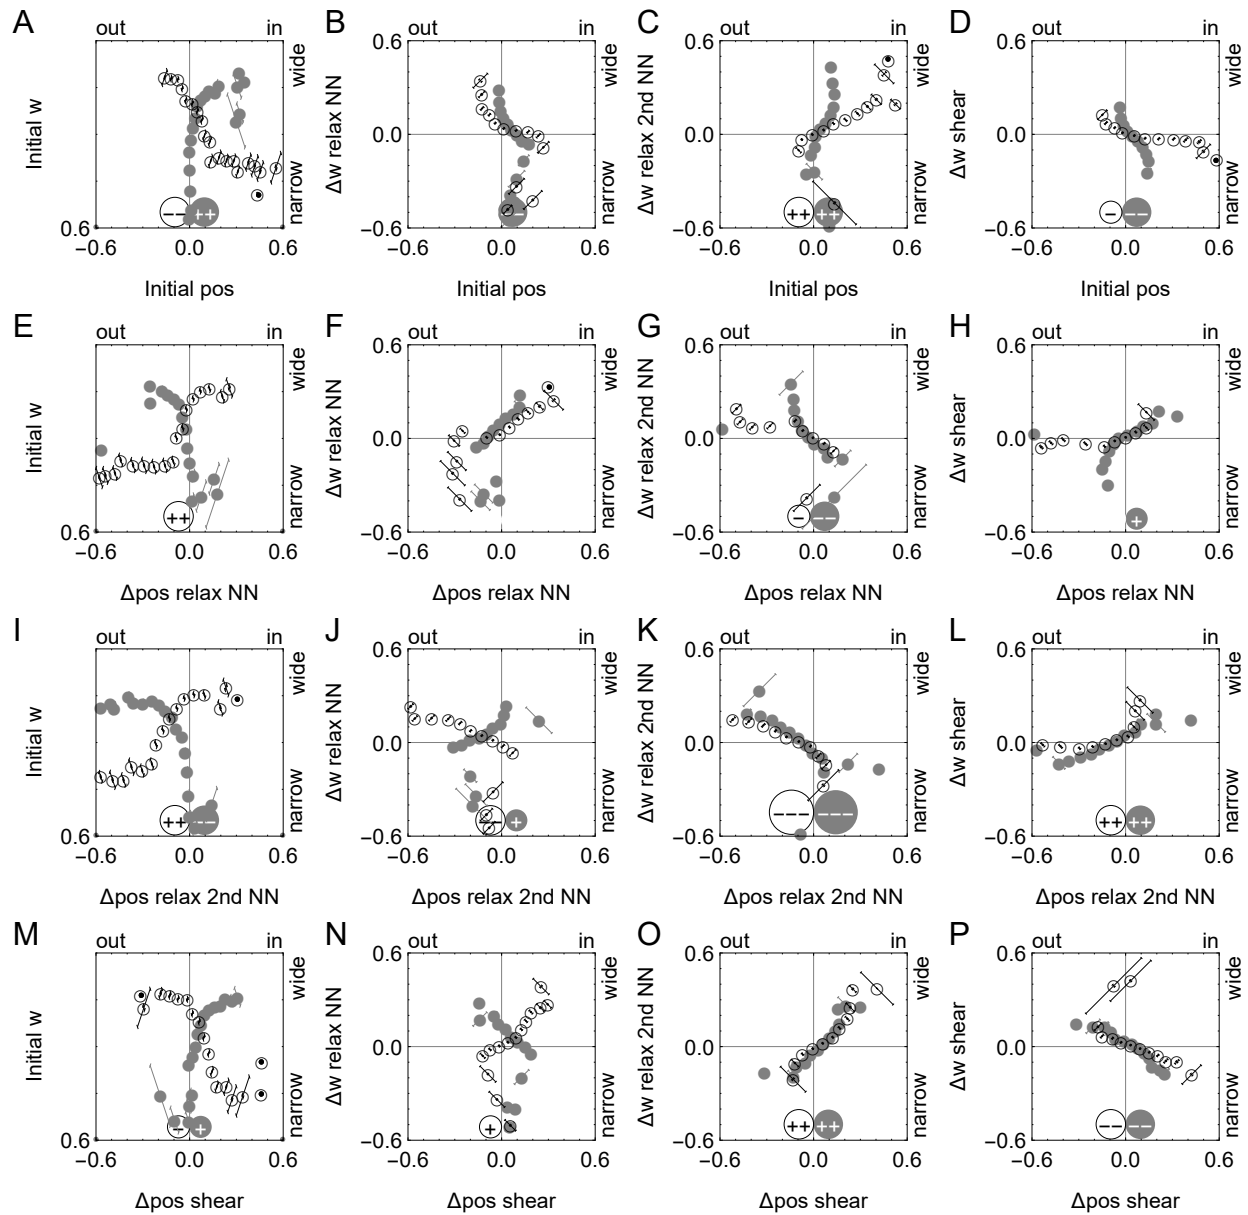 A
out
in
Initial w
wide
narrow
−−
++
0.6
−0.6
0.0
0.6
Initial pos
B
out
in
Δw relax NN
0.6
0.0
−0.6
wide
narrow
−0.6
0.0
0.6
Initial pos
C
out
in
Δw relax 2nd NN
0.6
0.0
−0.6
wide
narrow
++
++
−0.6
0.0
0.6
Initial pos
D
out
in
Δw shear
0.6
0.0
−0.6
wide
narrow
−
−−
−0.6
0.0
0.6
Initial pos
E
out
in
Initial w
wide
narrow
++
0.6
−0.6
0.0
0.6
Δpos relax NN
F
out
in
Δw relax NN
0.6
0.0
−0.6
wide
narrow
−0.6
0.0
0.6
Δpos relax NN
G
out
in
Δw relax 2nd NN
0.6
0.0
−0.6
wide
narrow
−
−−
−0.6
0.0
0.6
Δpos relax NN
H
out
in
Δw shear
0.6
0.0
−0.6
wide
narrow
+
−0.6
0.0
0.6
Δpos relax NN
I
out
in
Initial w
wide
narrow
++
−−
0.6
−0.6
0.0
0.6
Δpos relax 2nd NN
J
out
in
Δw relax NN
0.6
0.0
−0.6
wide
narrow
−−
+
−0.6
0.0
0.6
Δpos relax 2nd NN
K
out
in
Δw relax 2nd NN
0.6
0.0
−0.6
wide
narrow
−−−
−−−
−0.6
0.0
0.6
Δpos relax 2nd NN
L
out
in
Δw shear
0.6
0.0
−0.6
wide
narrow
++
++
−0.6
0.0
0.6
Δpos relax 2nd NN
M
out
in
Initial w
wide
narrow
−
+
0.6
−0.6
0.0
0.6
Δpos shear
N
out
in
Δw relax NN
0.6
0.0
−0.6
wide
narrow
+
−0.6
0.0
0.6
Δpos shear
O
out
in
Δw relax 2nd NN
0.6
0.0
−0.6
wide
narrow
++
++
−0.6
0.0
0.6
Δpos shear
P
out
in
Δw shear
0.6
0.0
−0.6
wide
narrow
−−
−−
−0.6
0.0
0.6
Δpos shear